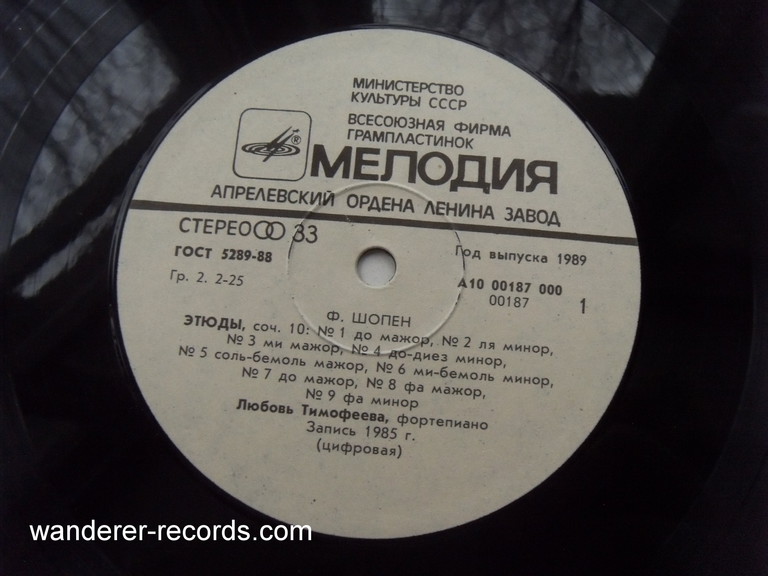 МИНИСТЕРСТВО
КУЛЬТУРЫ СССР
ВСЕСОЮЗНАЯ ФИРМА
ГРАМПЛАСТИНОК
®
МЕЛОДИЯ
АПРЕЛЕВСКИЙ ОРДЕНА ЛЕНИНА ЗАВОД
СТЕРЕО 33
ГОСТ 5289-88
Год выпуска 1989
Гр. 2. 2-25
А10 00187 000
00187
1
Ф. ШОПЕН
ЭТЮДЫ, соч. 10: № 1 до мажор, № 2 ля минор,
№ 3 ми мажор, № 4 до-диез минор,
№ 5 соль-бемоль мажор, № 6 ми-бемоль минор,
№ 7 до мажор, № 8 фа мажор,
№ 9 фа минор
Любовь Тимофеева, фортепиано
Запись 1985 г.
(цифровая)
wanderer-records.com